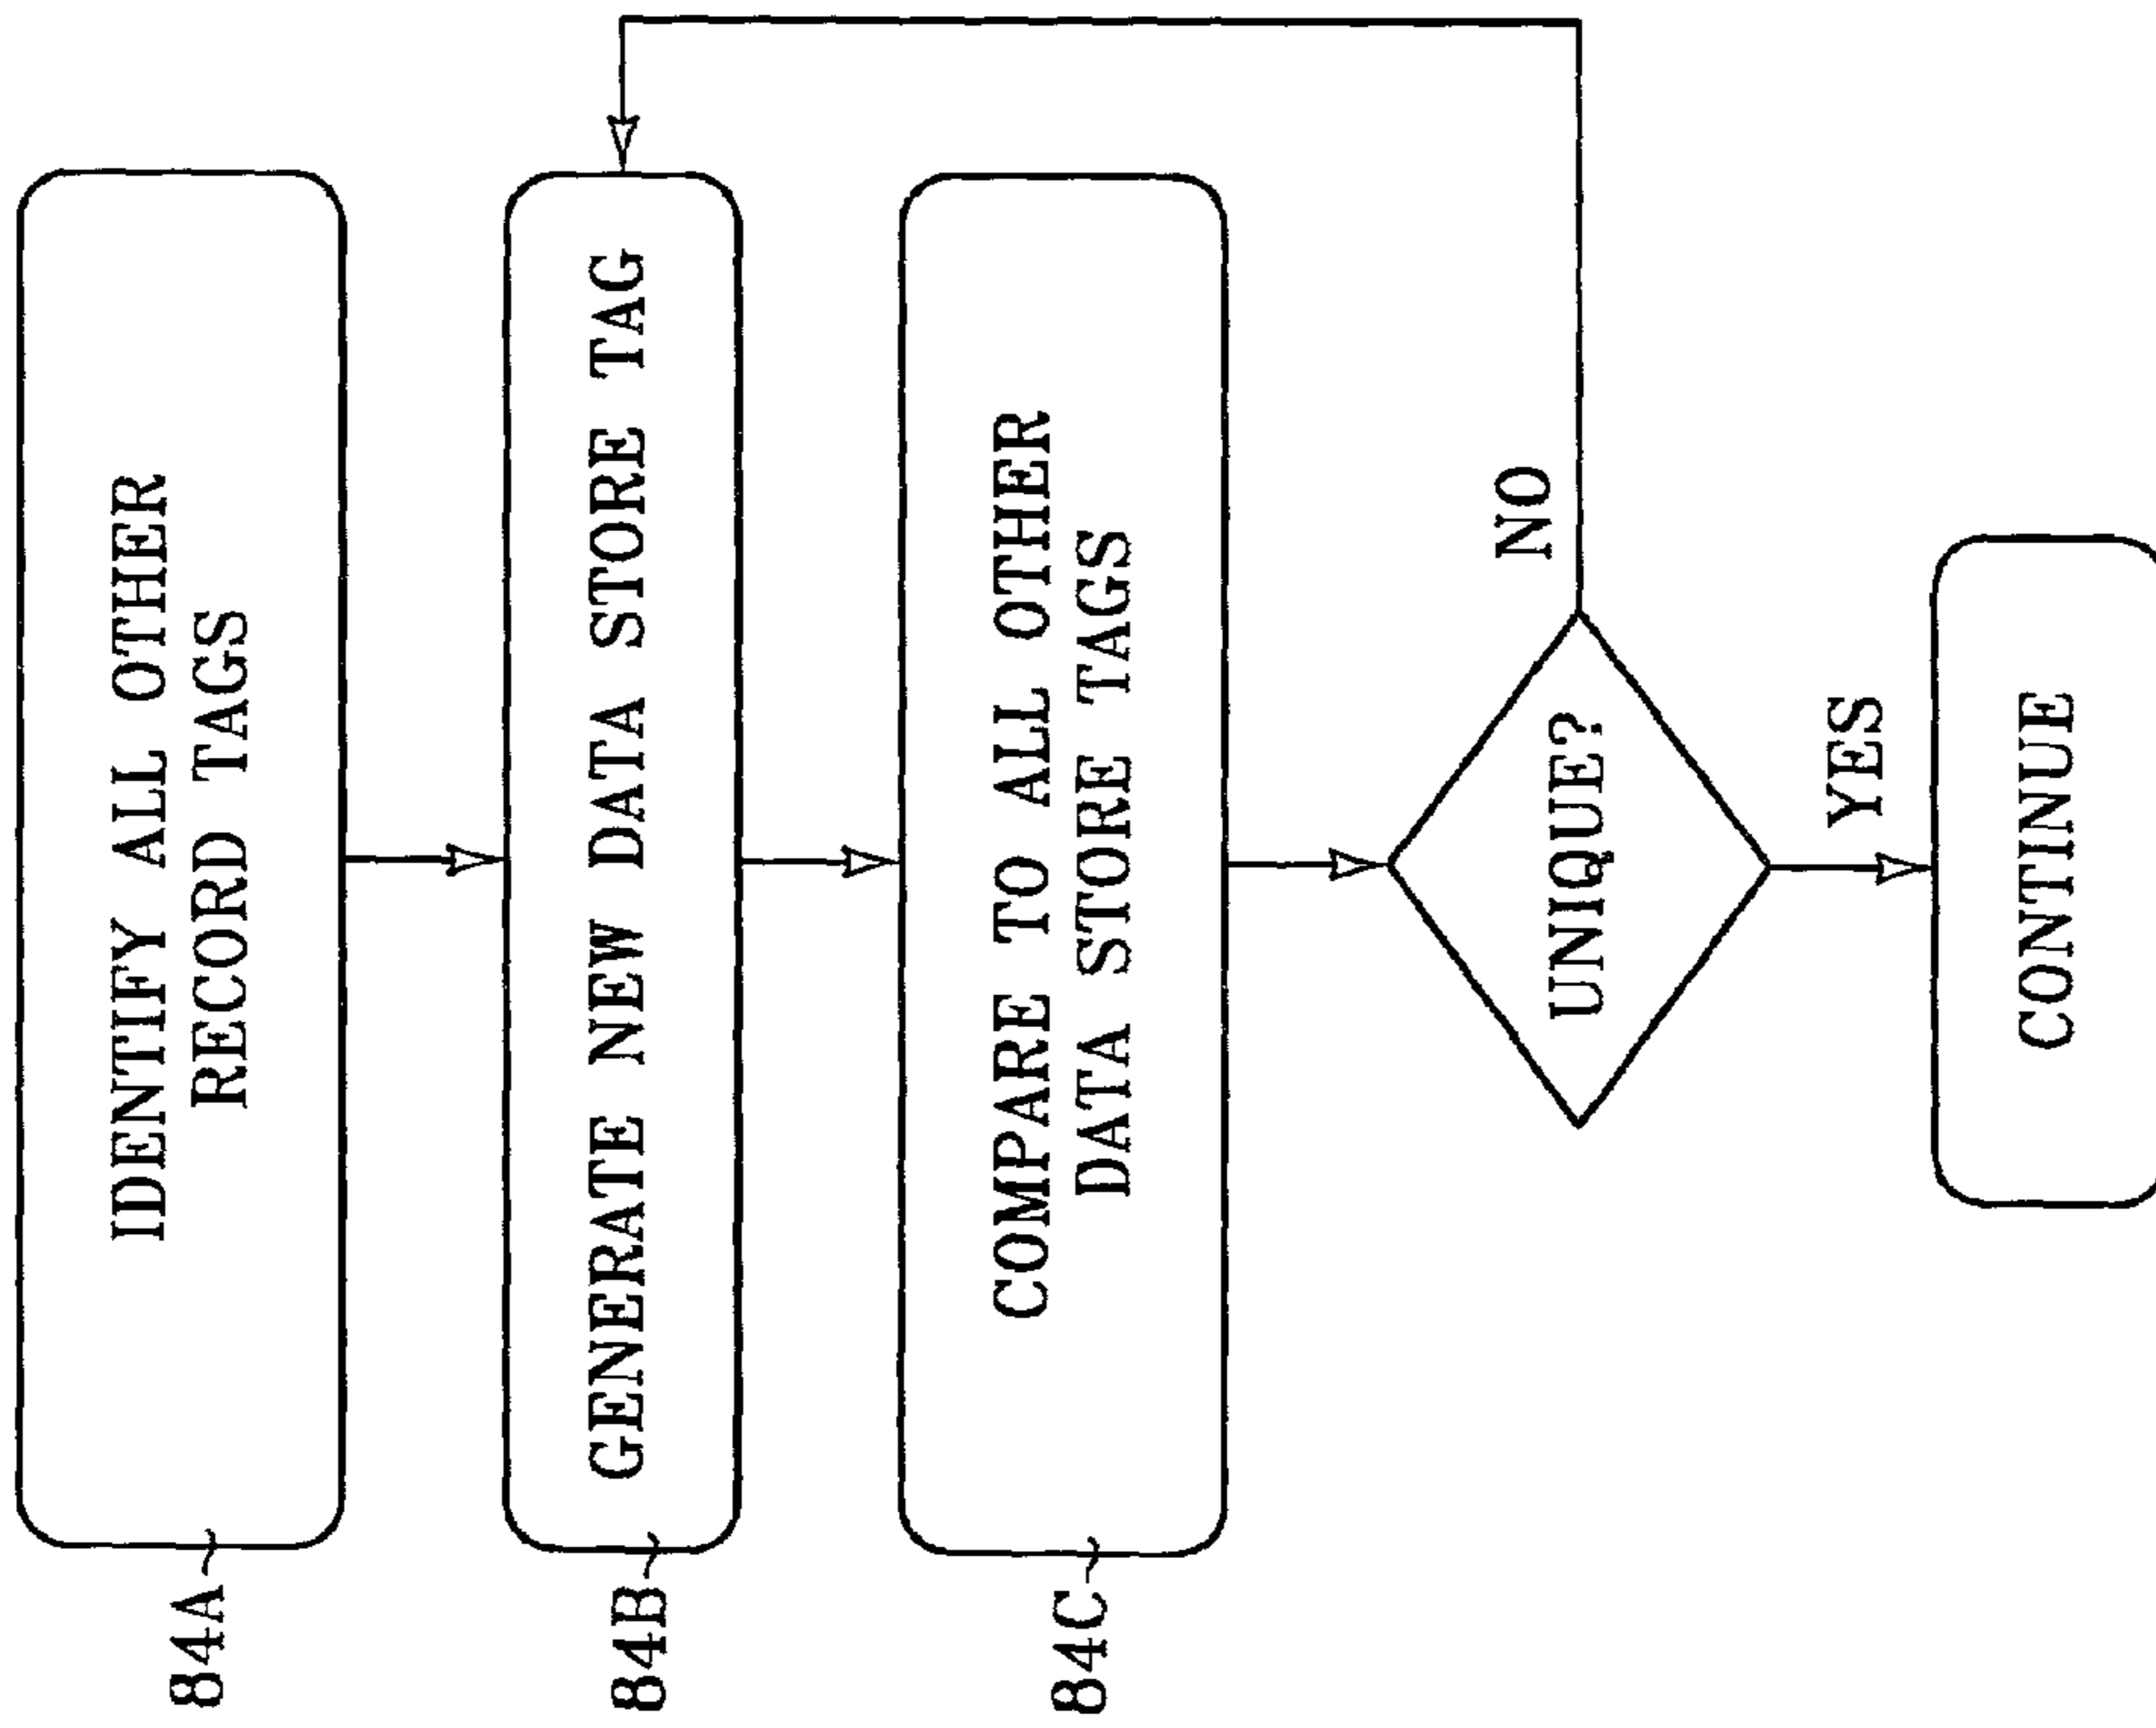 84A
IDENTIFY ALL OTHER
RECORD TAGS
84B
GENERATE NEW DATA STORE TAG
84C
COMPARE TO ALL OTHER
DATA STORE TAGS
UNIQUE?
NO
YES
CONTINUE